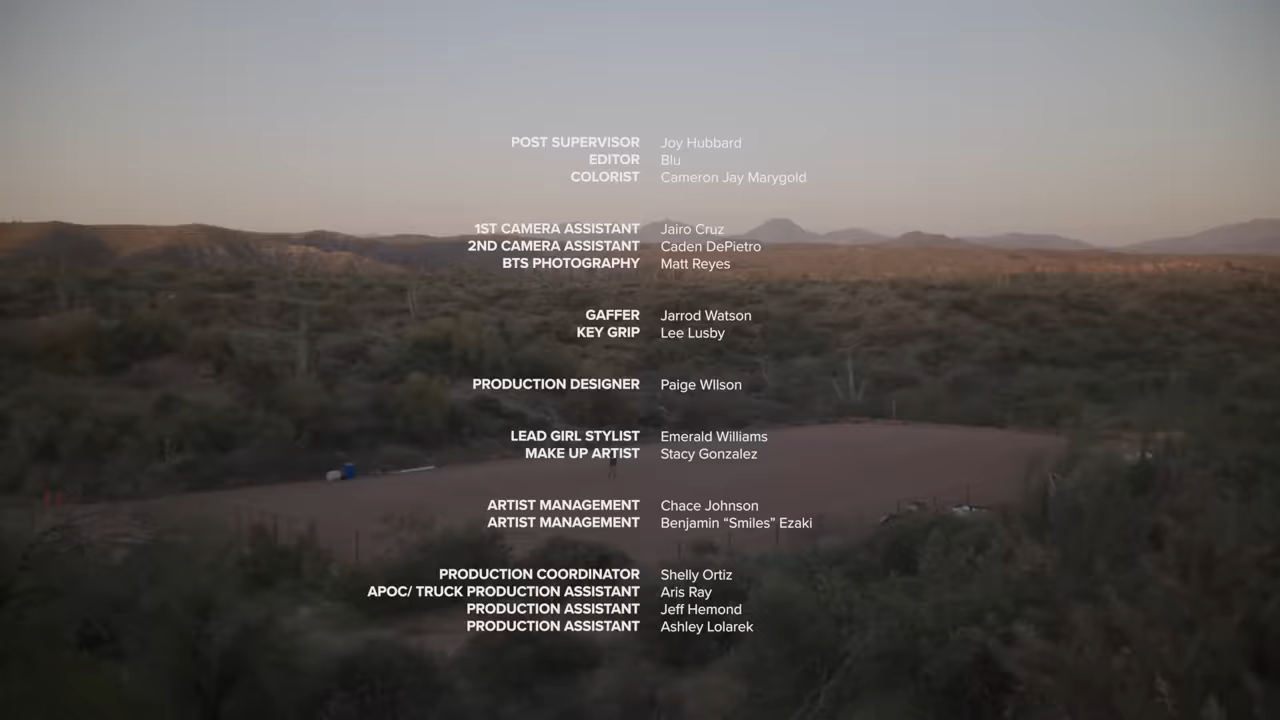 POST SUPERVISOR Joy Hubbard
EDITOR Blu
COLORIST Cameron Jay Marygold
1ST CAMERA ASSISTANT Jairo Cruz
2ND CAMERA ASSISTANT Caden DePietro
BTS PHOTOGRAPHY Matt Reyes
GAFFER Jarrod Watson
KEY GRIP Lee Lusby
PRODUCTION DESIGNER Paige WIlson
LEAD GIRL STYLIST Emerald Williams
MAKE UP ARTIST Stacy Gonzalez
ARTIST MANAGEMENT Chace Johnson
ARTIST MANAGEMENT Benjamin “Smiles” Ezaki
PRODUCTION COORDINATOR Shelly Ortiz
APOC/ TRUCK PRODUCTION ASSISTANT Aris Ray
PRODUCTION ASSISTANT Jeff Hemond
PRODUCTION ASSISTANT Ashley Lolarek